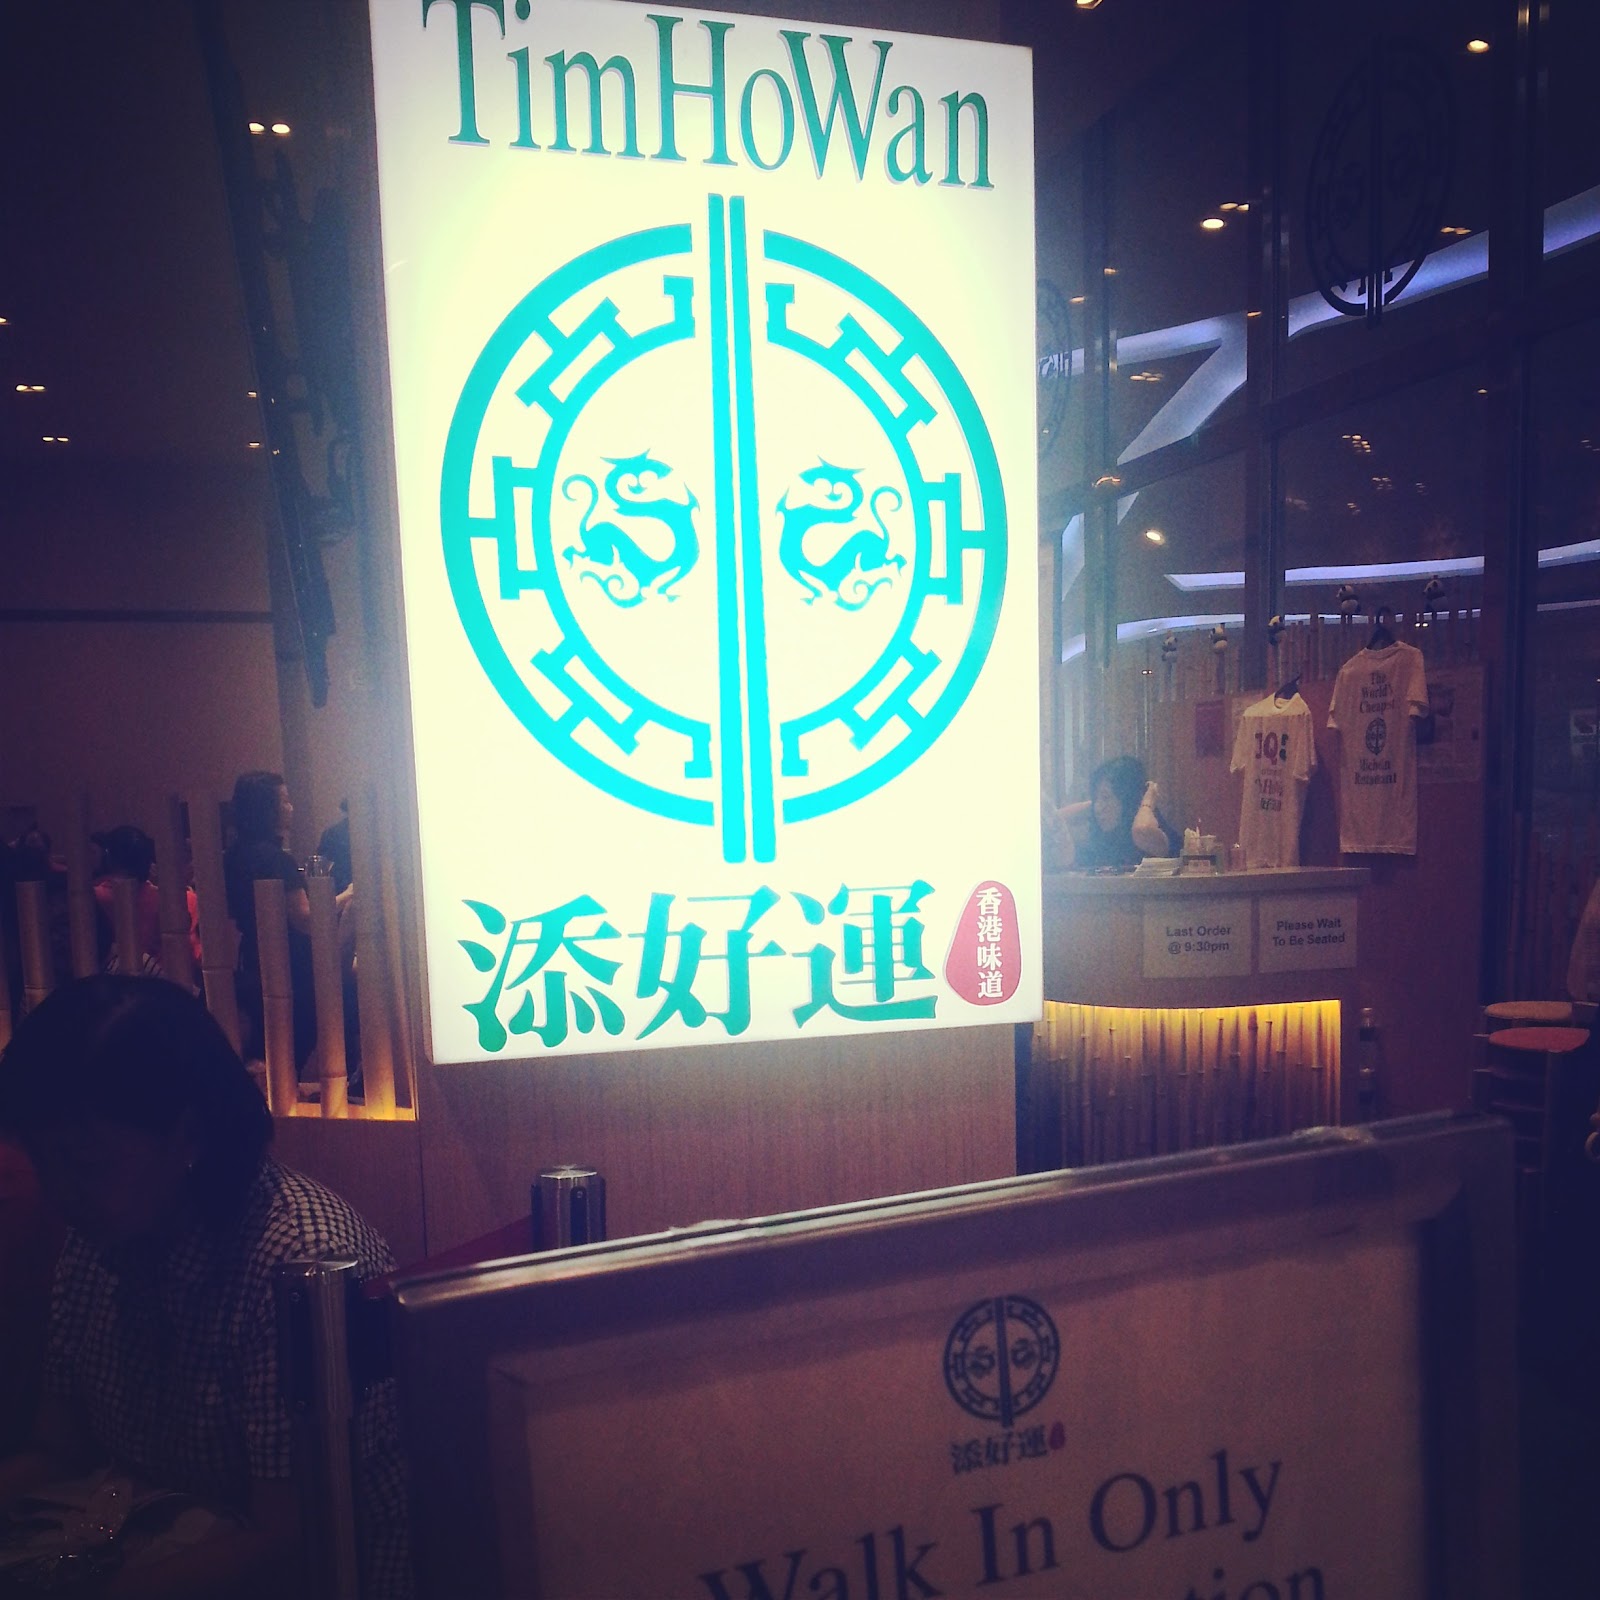 TimHoWan
添好運
香港味道
The
World's
Cheapest
Michelin
Restaurant
Last Order
@ 9:30pm
Please Wait
To Be Seated
添好運
Walk In Only